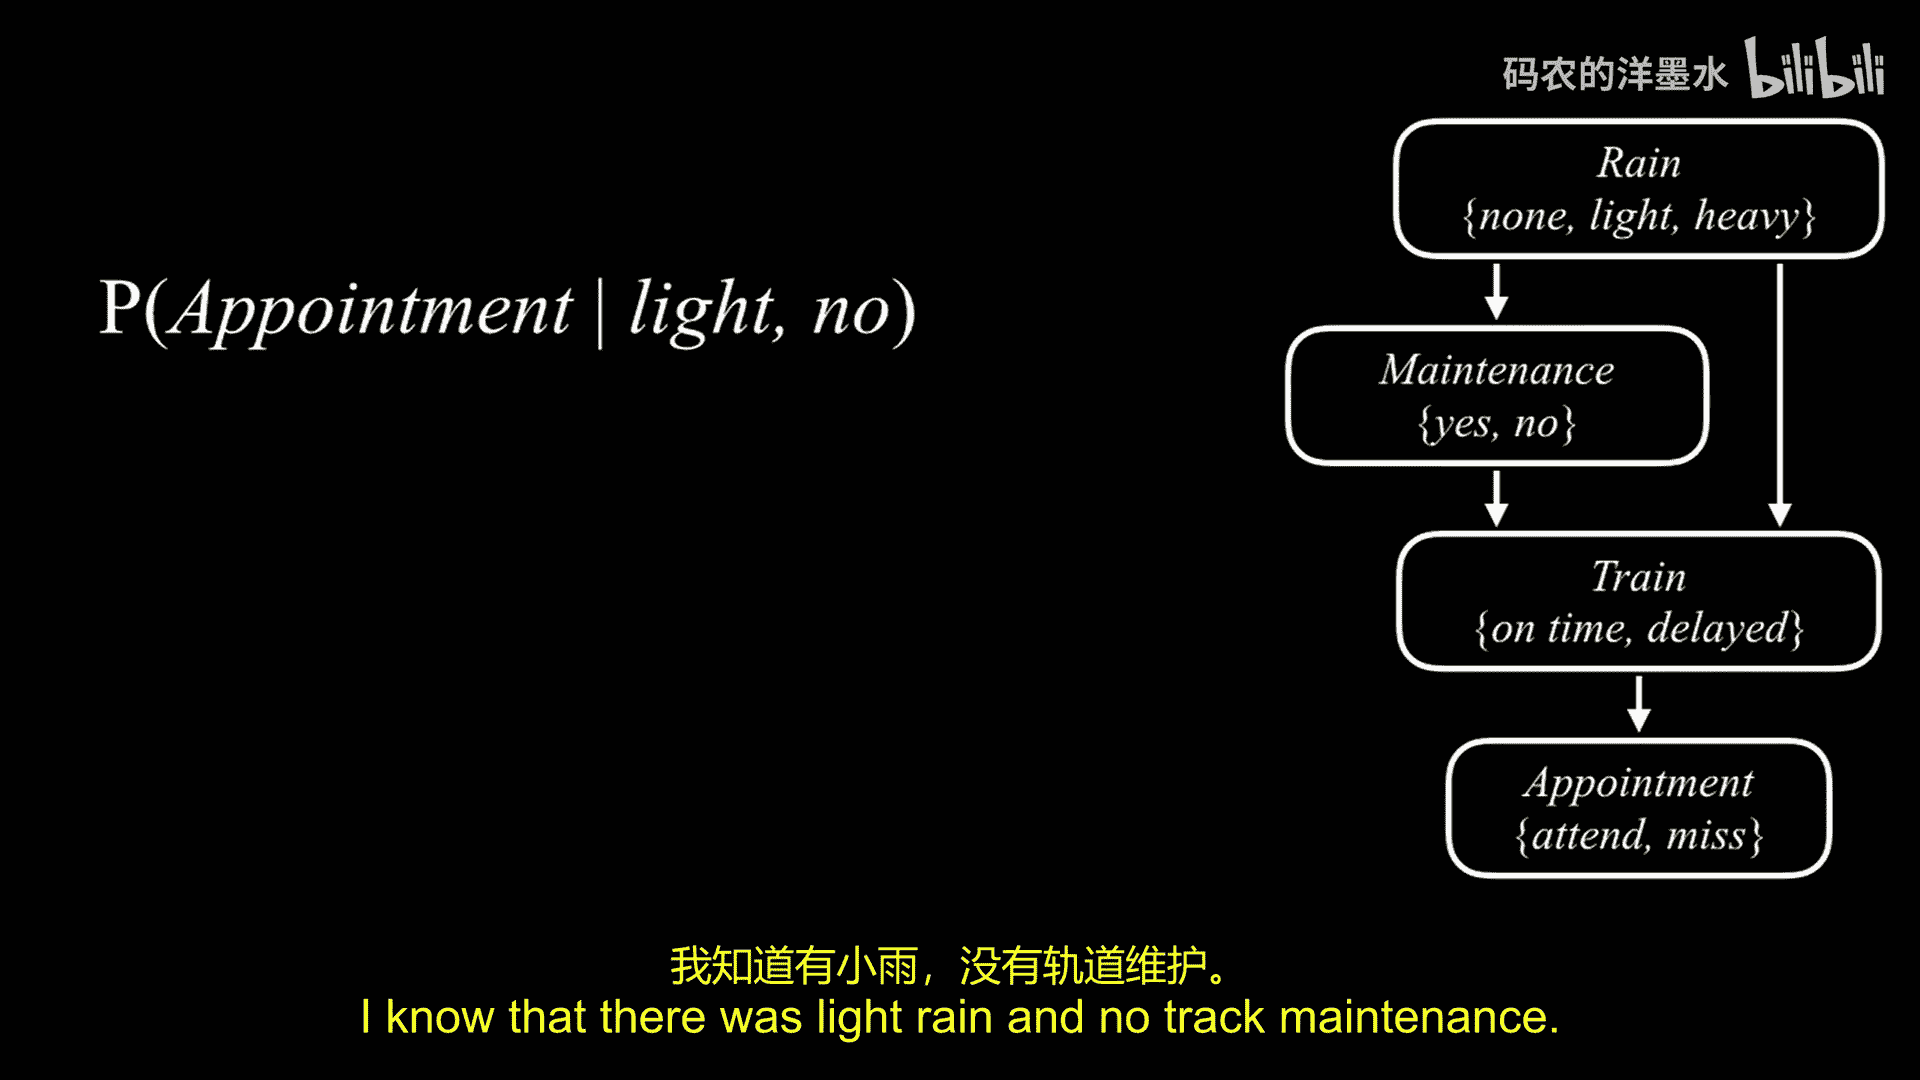 码农的洋墨水 bilibili
P(Appointment | light, no)
Rain
{none, light, heavy}
Maintenance
{yes, no}
Train
{on time, delayed}
Appointment
{attend, miss}
我知道有小雨，没有轨道维护。
I know that there was light rain and no track maintenance.